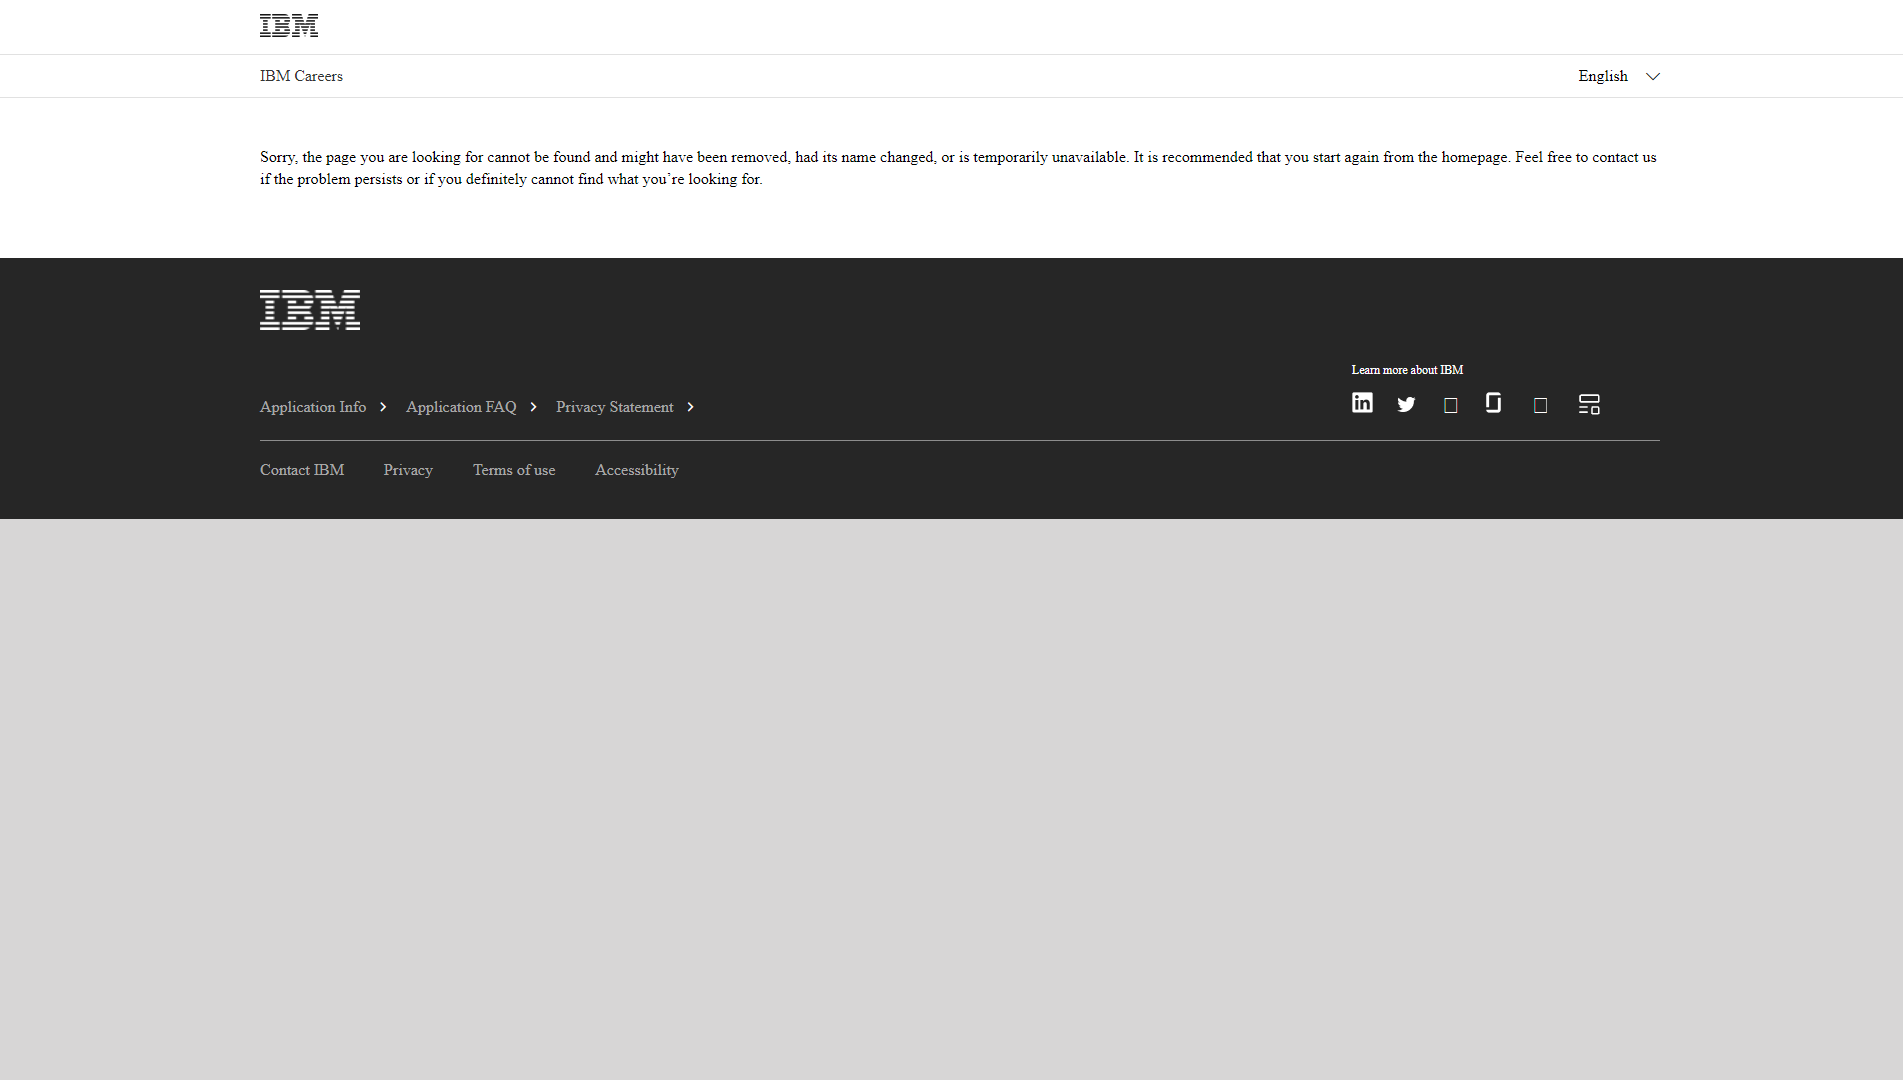 IBM
IBM Careers
English
Sorry, the page you are looking for cannot be found and might have been removed, had its name changed, or is temporarily unavailable. It is recommended that you start again from the homepage. Feel free to contact us
if the problem persists or if you definitely cannot find what you're looking for.
IBM
Learn more about IBM
Application Info
Application FAQ
Privacy Statement
Contact IBM
Privacy
Terms of use
Accessibility